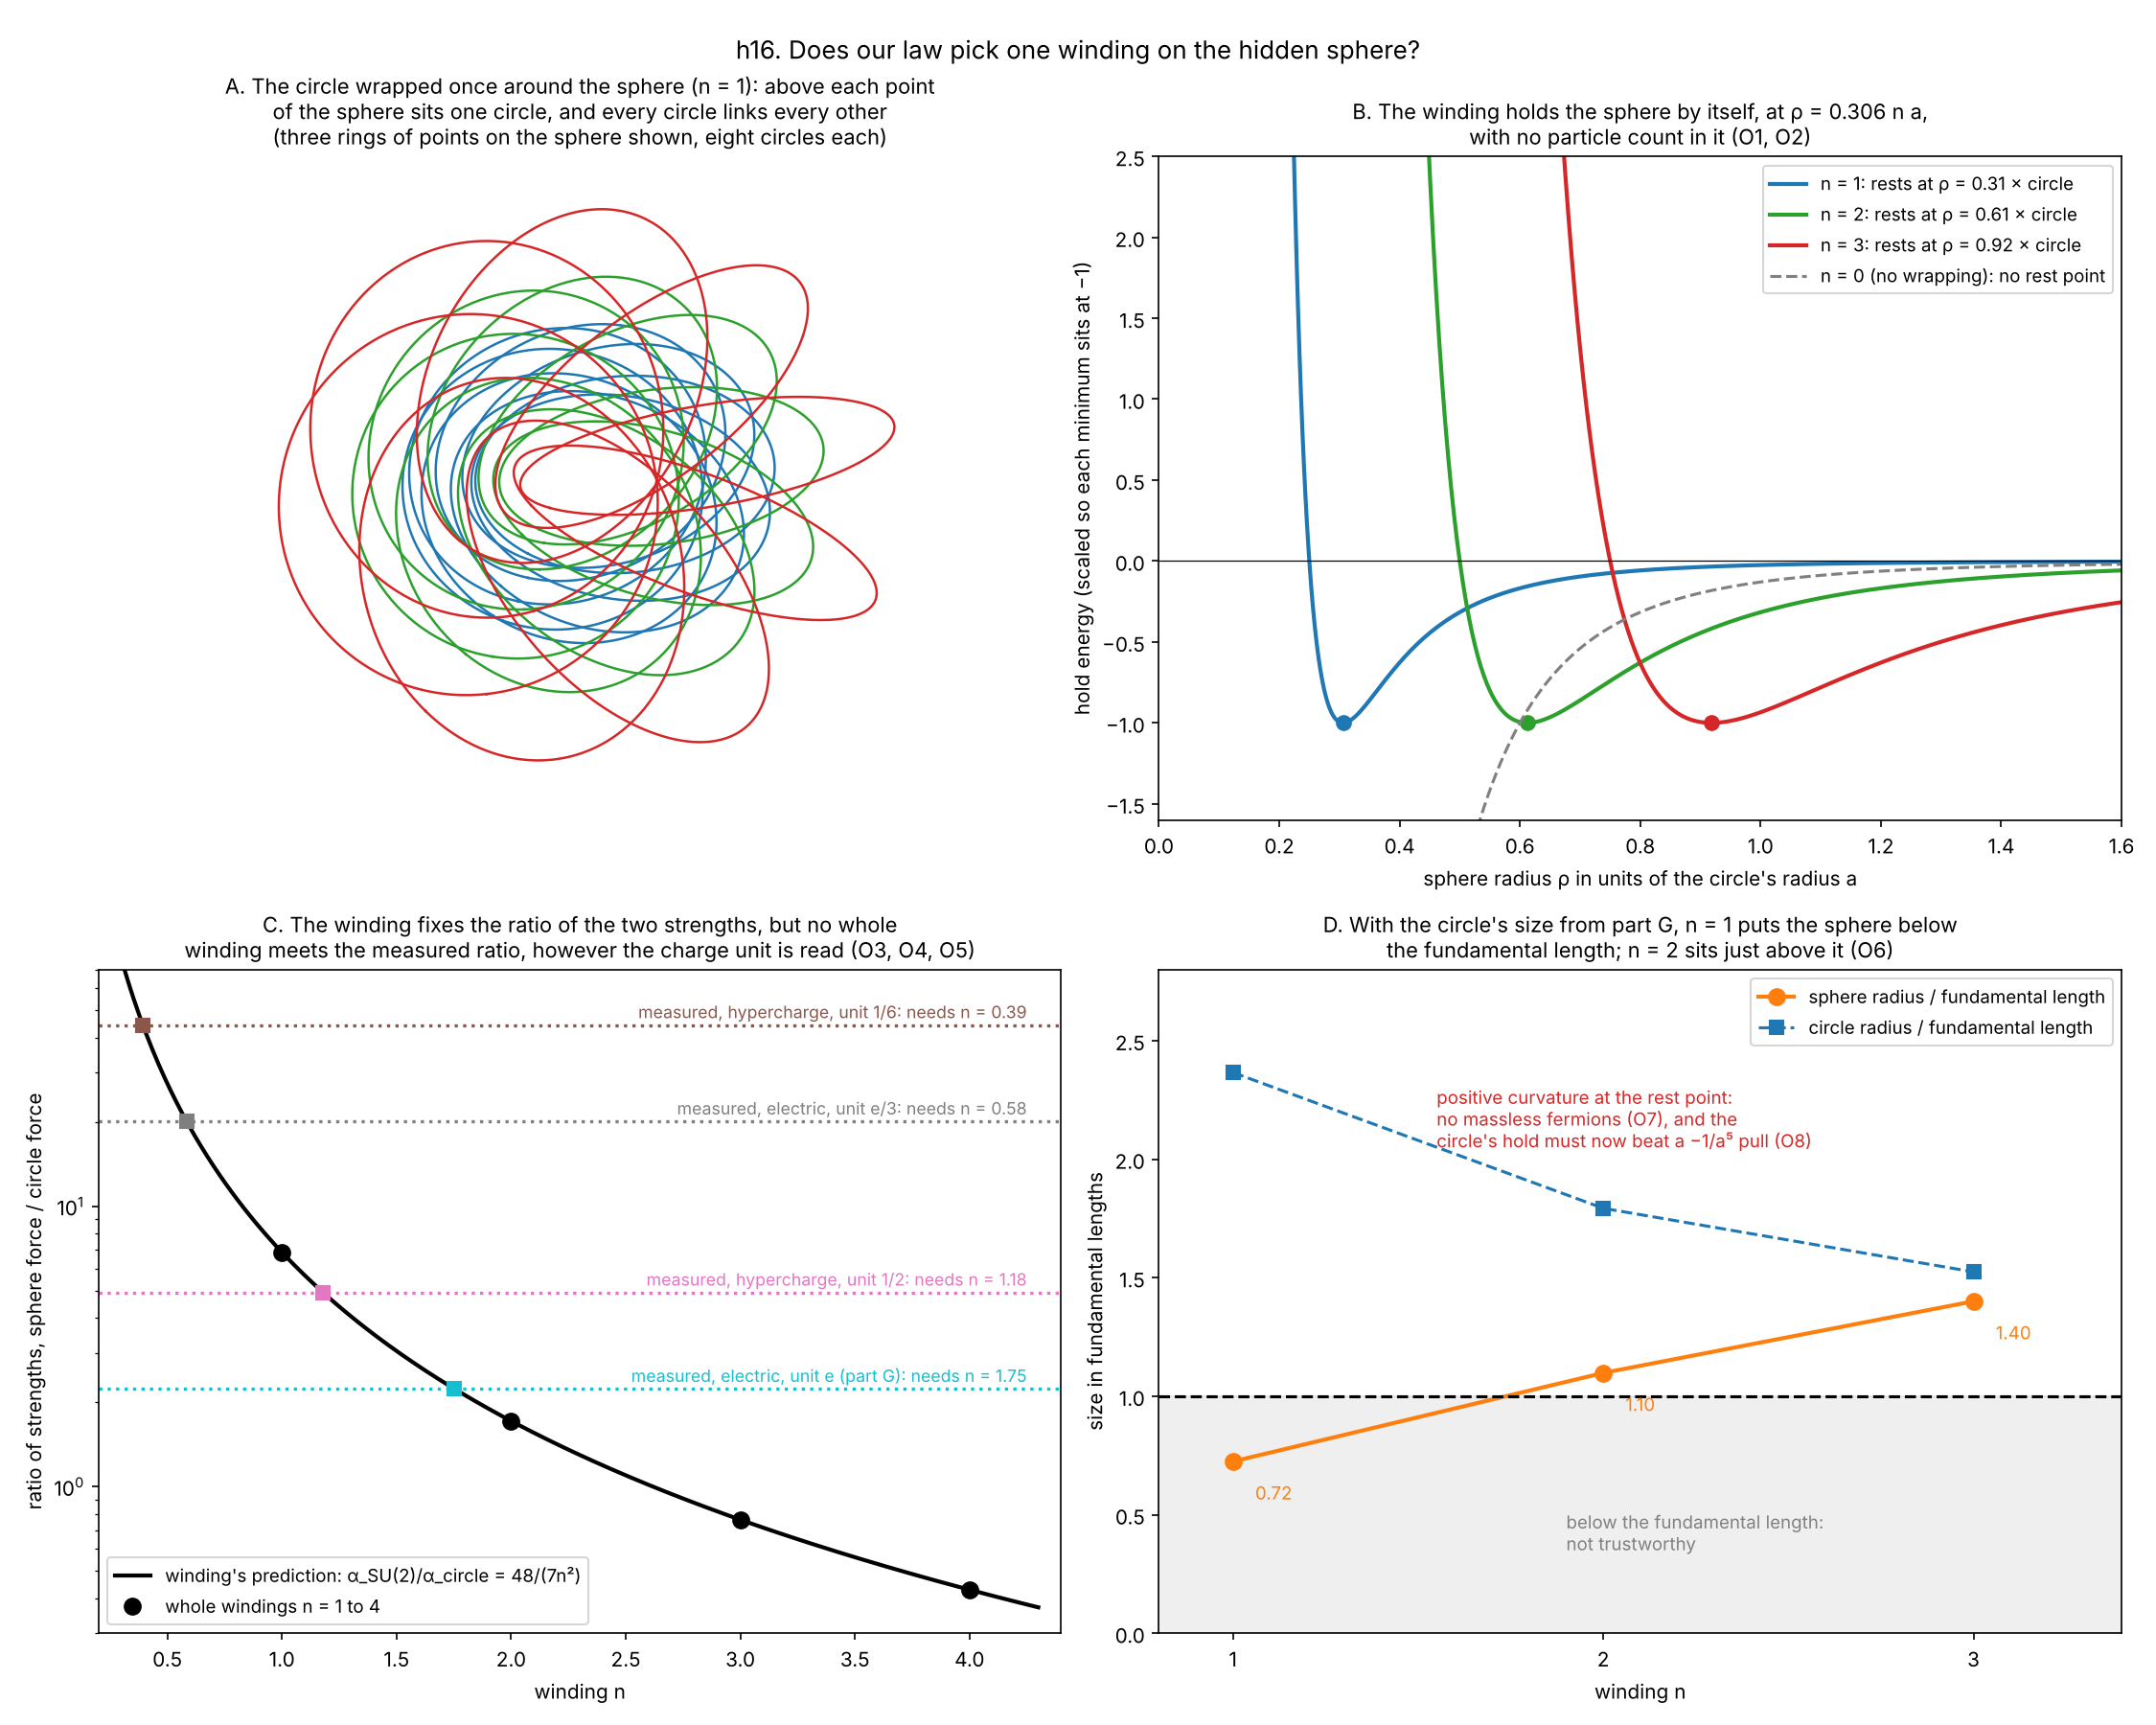 h16. Does our law pick one winding on the hidden sphere?
A. The circle wrapped once around the sphere (n = 1): above each point
of the sphere sits one circle, and every circle links every other
(three rings of points on the sphere shown, eight circles each)
B. The winding holds the sphere by itself, at ρ = 0.306 n a,
with no particle count in it (O1, O2)
hold energy (scaled so each minimum sits at −1)
2.5
2.0
1.5
1.0
0.5
0.0
−0.5
−1.0
−1.5
n = 1: rests at ρ = 0.31 × circle
n = 2: rests at ρ = 0.61 × circle
n = 3: rests at ρ = 0.92 × circle
n = 0 (no wrapping): no rest point
0.0 0.2 0.4 0.6 0.8 1.0 1.2 1.4 1.6
sphere radius ρ in units of the circle's radius a
C. The winding fixes the ratio of the two strengths, but no whole
winding meets the measured ratio, however the charge unit is read (O3, O4, O5)
ratio of strengths, sphere force / circle force
10¹
10⁰
measured, hypercharge, unit 1/6: needs n = 0.39
measured, electric, unit e/3: needs n = 0.58
measured, hypercharge, unit 1/2: needs n = 1.18
measured, electric, unit e (part G): needs n = 1.75
winding's prediction: α_SU(2)/α_circle = 48/(7n²)
whole windings n = 1 to 4
0.5 1.0 1.5 2.0 2.5 3.0 3.5 4.0
winding n
D. With the circle's size from part G, n = 1 puts the sphere below
the fundamental length; n = 2 sits just above it (O6)
size in fundamental lengths
2.5
2.0
1.5
1.0
0.5
0.0
sphere radius / fundamental length
circle radius / fundamental length
positive curvature at the rest point:
no massless fermions (O7), and the
circle's hold must now beat a −1/a⁵ pull (O8)
1.40
1.10
0.72
below the fundamental length:
not trustworthy
1 2 3
winding n